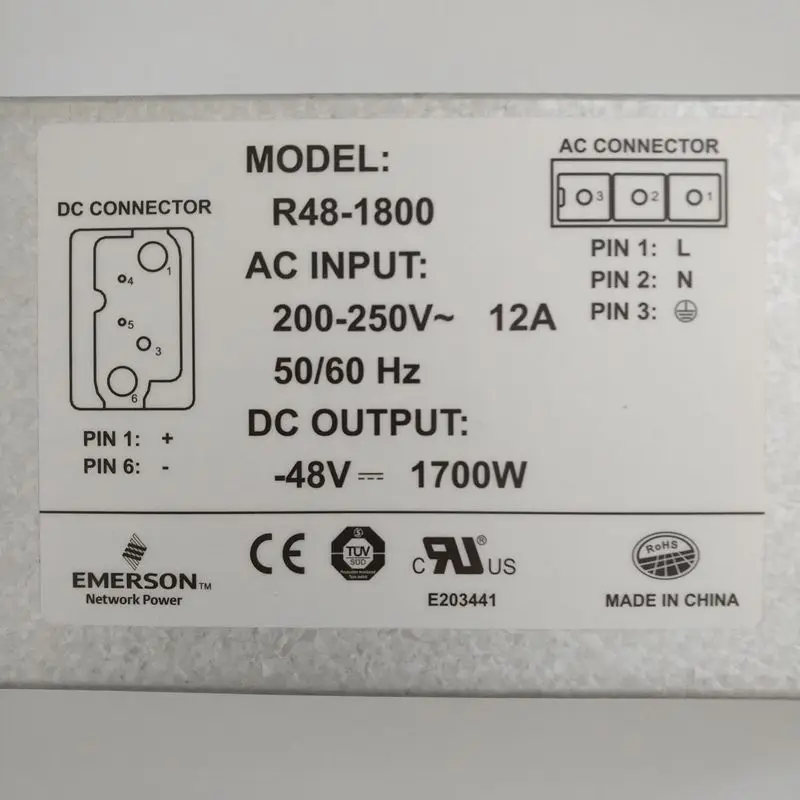 MODEL:
R48-1800
AC INPUT:
200-250V~ 12A
50/60 Hz
DC OUTPUT:
-48V⎓ 1700W
DC CONNECTOR
1
4
5
3
6
PIN 1: +
PIN 6: -
AC CONNECTOR
3 2 1
PIN 1: L
PIN 2: N
PIN 3: ⏚
EMERSON™
Network Power
CE
TÜV
SÜD
c RU ® US
E203441
RoHS
MADE IN CHINA